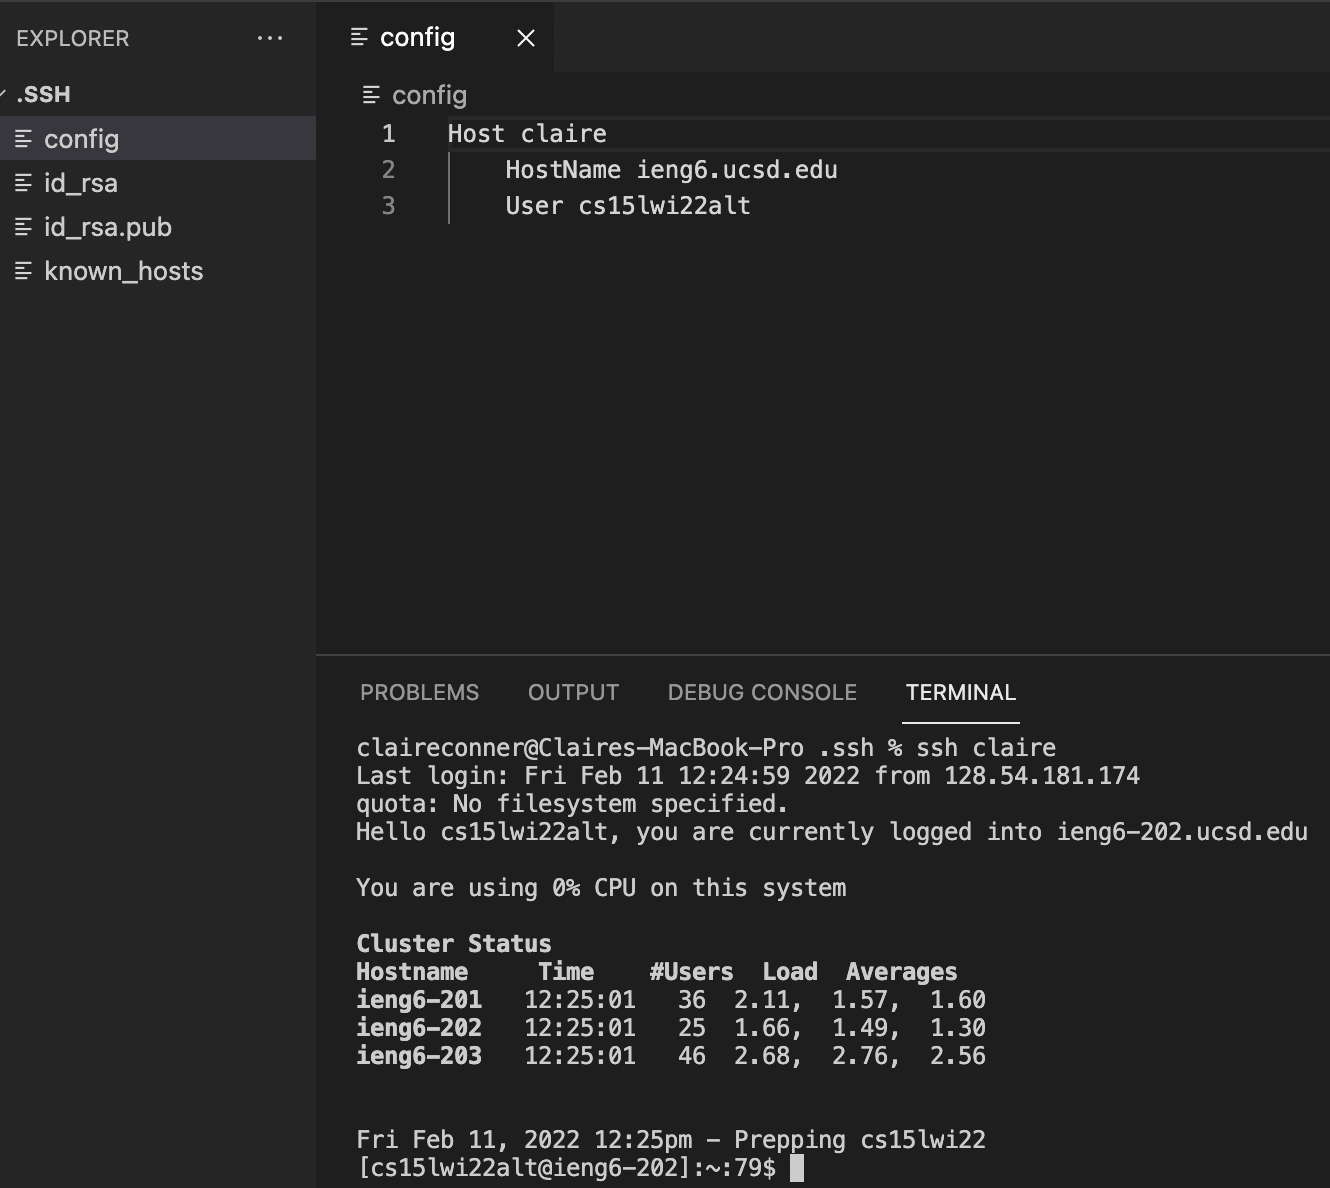 EXPLORER ...
.SSH
config
id_rsa
id_rsa.pub
known_hosts
config
config
1 Host claire
2 HostName ieng6.ucsd.edu
3 User cs15lwi22alt
PROBLEMS OUTPUT DEBUG CONSOLE TERMINAL
claireconner@Claires-MacBook-Pro .ssh % ssh claire
Last login: Fri Feb 11 12:24:59 2022 from 128.54.181.174
quota: No filesystem specified.
Hello cs15lwi22alt, you are currently logged into ieng6-202.ucsd.edu
You are using 0% CPU on this system
Cluster Status
Hostname Time #Users Load Averages
ieng6-201 12:25:01 36 2.11, 1.57, 1.60
ieng6-202 12:25:01 25 1.66, 1.49, 1.30
ieng6-203 12:25:01 46 2.68, 2.76, 2.56
Fri Feb 11, 2022 12:25pm - Prepping cs15lwi22
[cs15lwi22alt@ieng6-202]:~:79$